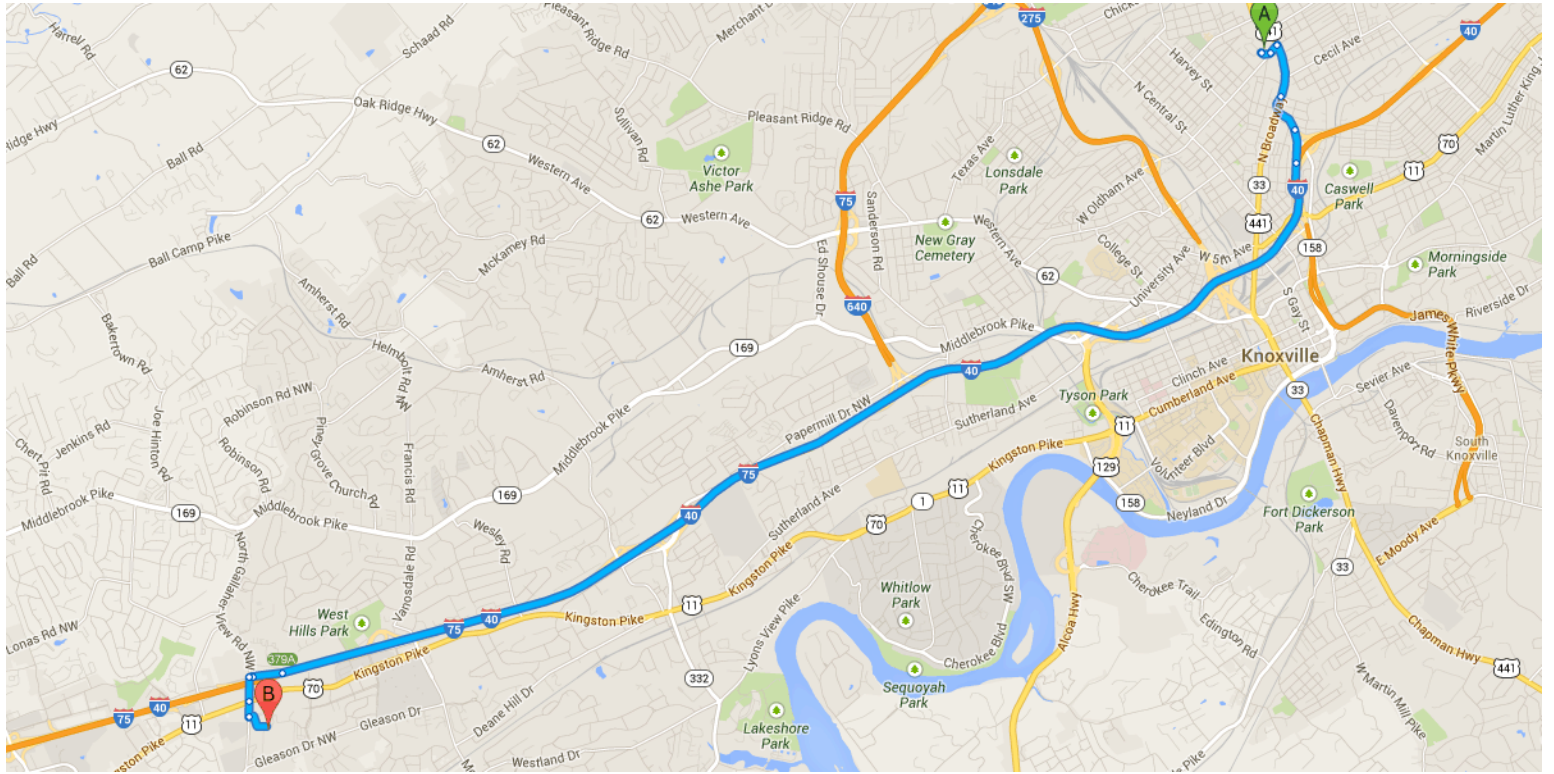 Harrel Rd
Schaad Rd
Pleasant Ridge Rd
275
A
441
Cecil Ave
40
62
Harvey St
Oak Ridge Hwy
N Central St
Martin Luther King
Ridge Hwy
62
Sullivan Rd
Pleasant Ridge Rd
N Broadway
70
Ball Rd
Western Ave
Victor
Ashe Park
Texas Ave
Lonsdale
Park
11
Caswell
Park
75
Sanderson Rd
W Oldham Ave
33
40
62
Western Ave
New Gray
Cemetery
Western Ave
441
Ball Camp Pike
McKamey Rd
Ed Shouse Dr
College St
University Ave
W 5th Ave
158
Morningside
Park
Ball Rd
62
S Gay St
Riverside Dr
Amherst Rd
640
James White Pkwy
Bakertown Rd
Middlebrook Pike
169
Helmbolt Rd NW
Amherst Rd
40
Knoxville
Clinch Ave
Sevier Ave
Robinson Rd NW
Tyson Park
Cumberland Ave
33
Papermill Dr NW
Sutherland Ave
Joe Hinton Rd
Piney Grove Church Rd
11
Davenport Rd
Jenkins Rd
Robinson Rd
Francis Rd
Middlebrook Pike
Kingston Pike
Volunteer Blvd
Chapman Hwy
South
Knoxville
Chert Pit Rd
75
129
169
11
158
Middlebrook Pike
169
Middlebrook Pike
1
Neyland Dr
Fort Dickerson
Park
40
Sutherland Ave
70
Wesley Rd
Cherokee Blvd SW
E Moody Ave
North Gallaher View Rd NW
Vanosdale Rd
Kingston Pike
33
Whitlow
Park
Cherokee Trail
West
Hills Park
11
Kingston Pike
40
75
Lonas Rd NW
Lyons View Pike
Cherokee Blvd
Alcoa Hwy
Edington Rd
Chapman Hwy
379A
Kingston Pike
441
332
Sequoyah
Park
B
70
Deane Hill Dr
W Martin Mill Pike
40
75
11
Gleason Dr
Lakeshore
Park
Gleason Dr NW
Westland Dr